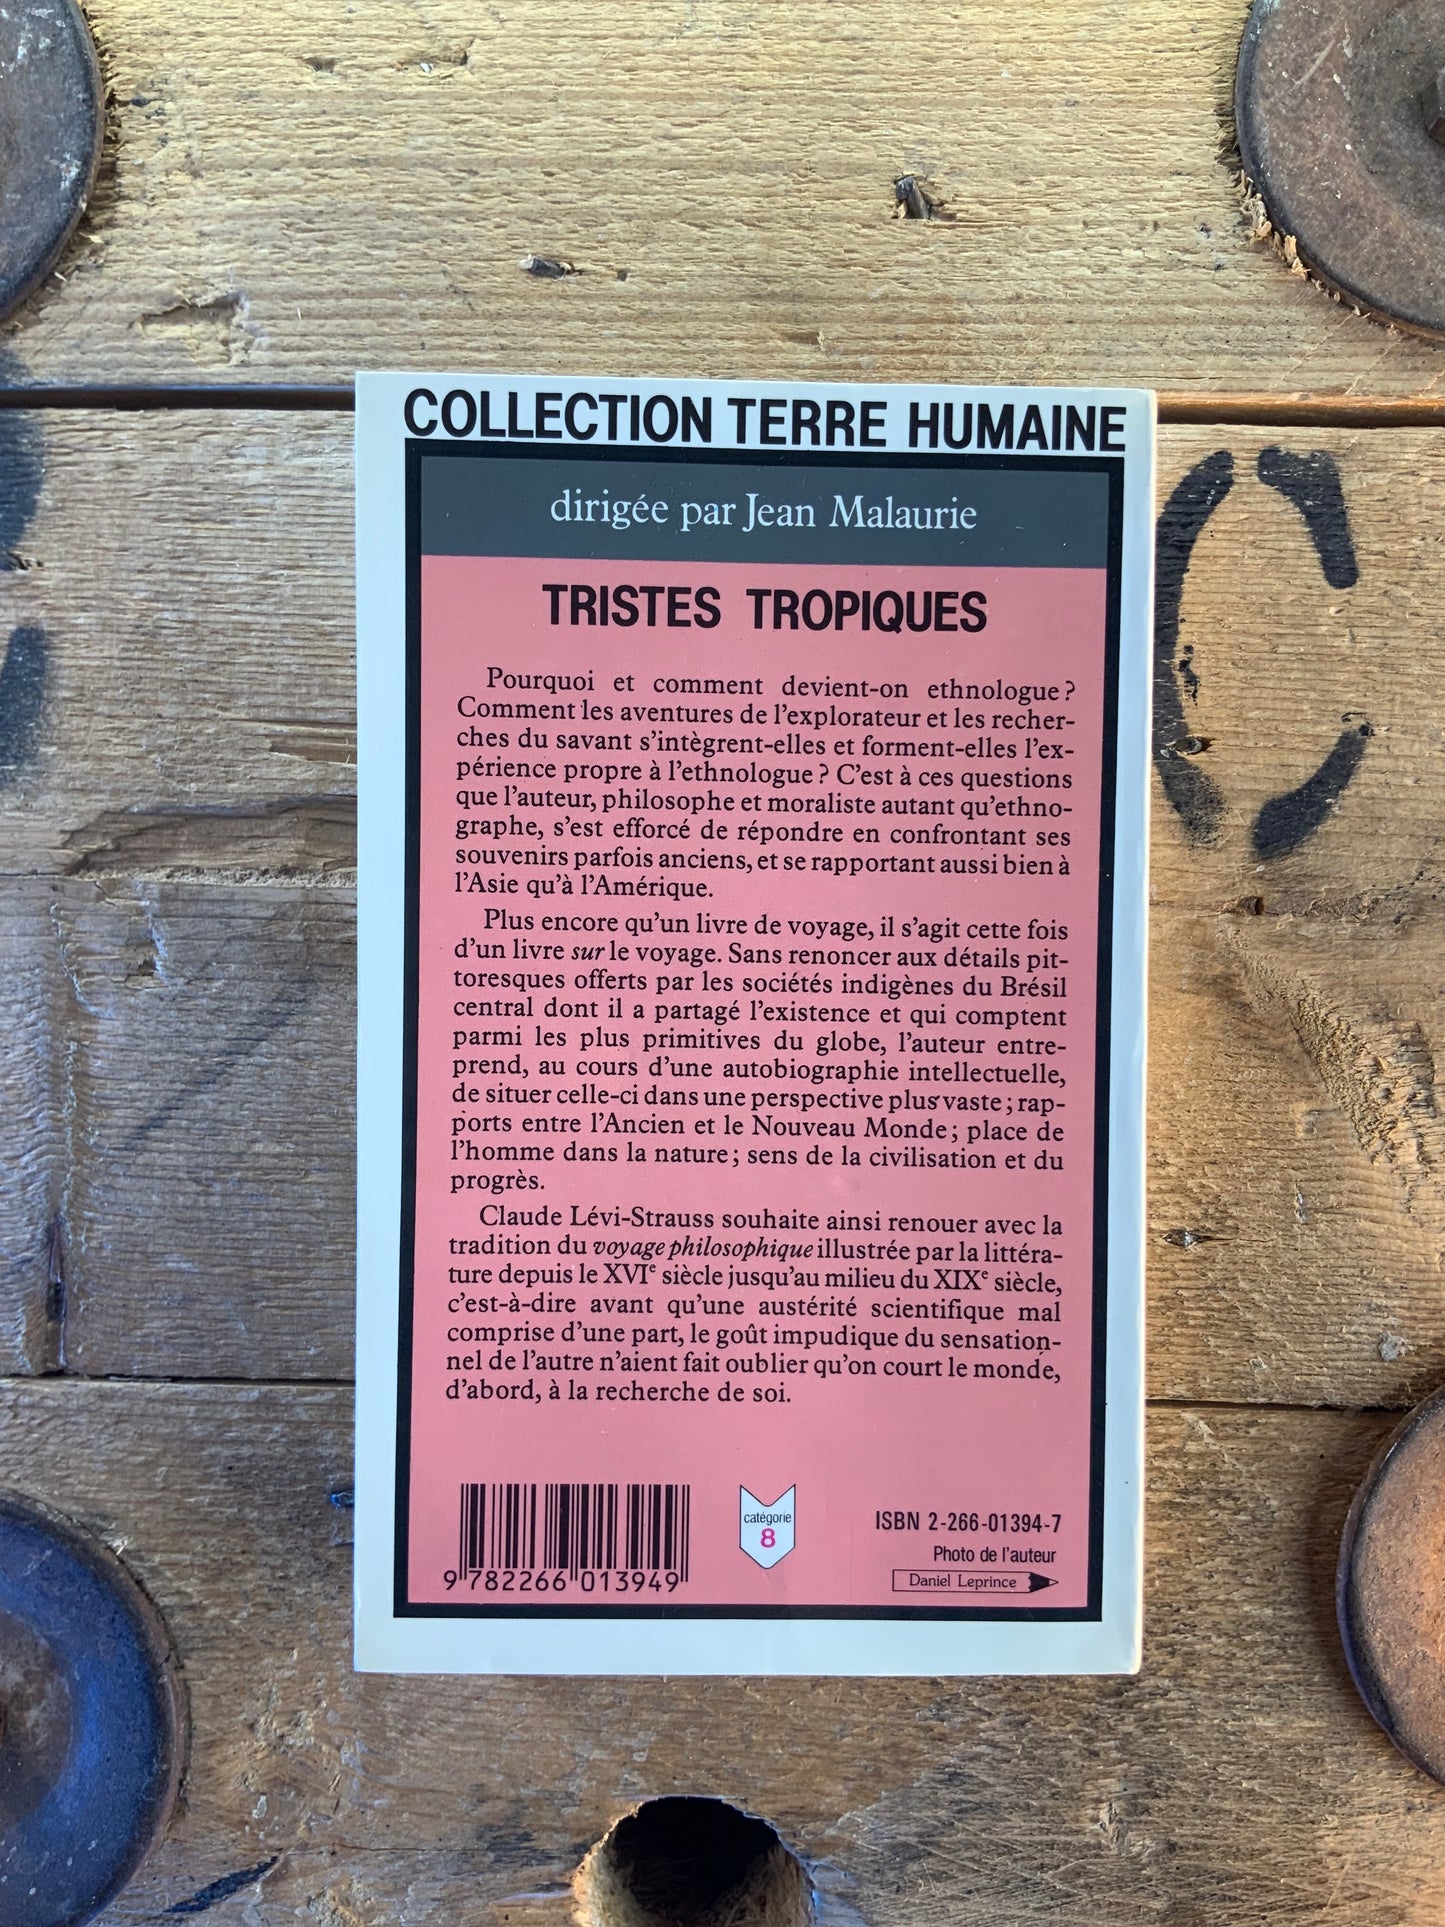 COLLECTION TERRE HUMAINE
dirigée par Jean Malaurie
TRISTES TROPIQUES
Pourquoi et comment devient-on ethnologue ?
Comment les aventures de l'explorateur et les recher-
ches du savant s'intègrent-elles et forment-elles l'ex-
périence propre à l'ethnologue ? C'est à ces questions
que l'auteur, philosophe et moraliste autant qu'ethno-
graphe, s'est efforcé de répondre en confrontant ses
souvenirs parfois anciens, et se rapportant aussi bien à
l'Asie qu'à l'Amérique.
Plus encore qu'un livre de voyage, il s'agit cette fois
d'un livre sur le voyage. Sans renoncer aux détails pit-
toresques offerts par les sociétés indigènes du Brésil
central dont il a partagé l'existence et qui comptent
parmi les plus primitives du globe, l'auteur entre-
prend, au cours d'une autobiographie intellectuelle,
de situer celle-ci dans une perspective plus vaste ; rap-
ports entre l'Ancien et le Nouveau Monde ; place de
l'homme dans la nature ; sens de la civilisation et du
progrès.
Claude Lévi-Strauss souhaite ainsi renouer avec la
tradition du voyage philosophique illustrée par la littéra-
ture depuis le XVIe siècle jusqu'au milieu du XIXe siècle,
c'est-à-dire avant qu'une austérité scientifique mal
comprise d'une part, le goût impudique du sensation-
nel de l'autre n'aient fait oublier qu'on court le monde,
d'abord, à la recherche de soi.
9 782266 013949
catégorie
8
ISBN 2-266-01394-7
Photo de l'auteur
Daniel Leprince